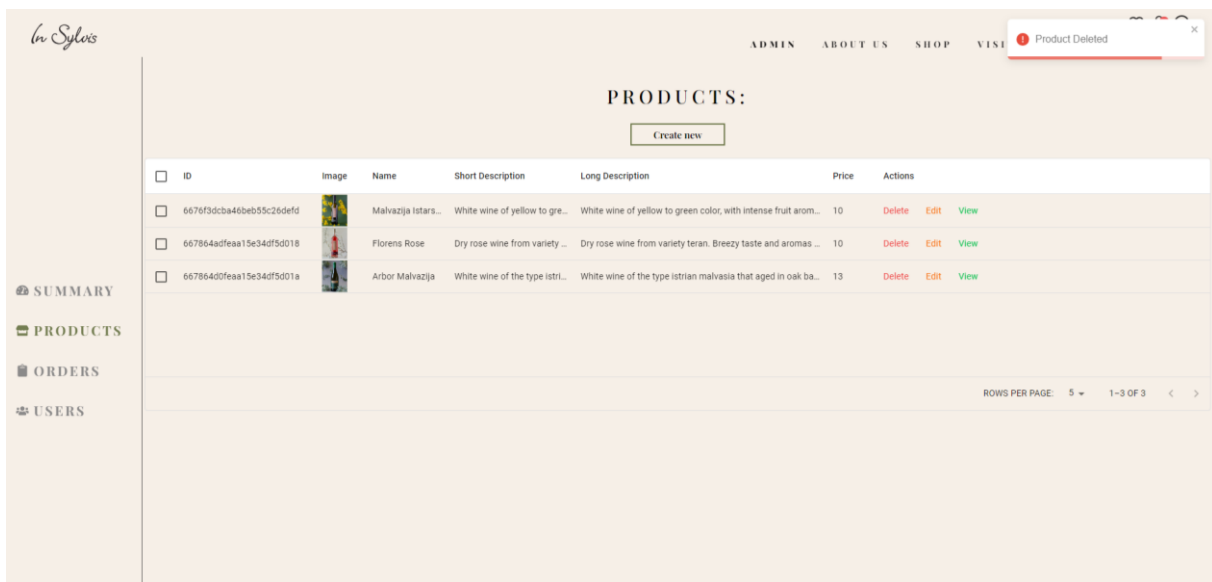 In Sylvis
ADMIN ABOUT US SHOP
Product Deleted
PRODUCTS:
Create new
ID Image Name Short Description Long Description Price Actions
6676f3dcba46beb55c26defd Malvazija Istars... White wine of yellow to gre... White wine of yellow to green color, with intense fruit arom... 10 Delete Edit View
667864adfeaa15e34df5d018 Florens Rose Dry rose wine from variety ... Dry rose wine from variety teran. Breezy taste and aromas ... 10 Delete Edit View
667864d0feaa15e34df5d01a Arbor Malvazija White wine of the type istri... White wine of the type istrian malvasia that aged in oak ba... 13 Delete Edit View
SUMMARY
PRODUCTS
ORDERS
USERS
ROWS PER PAGE: 5 1–3 OF 3